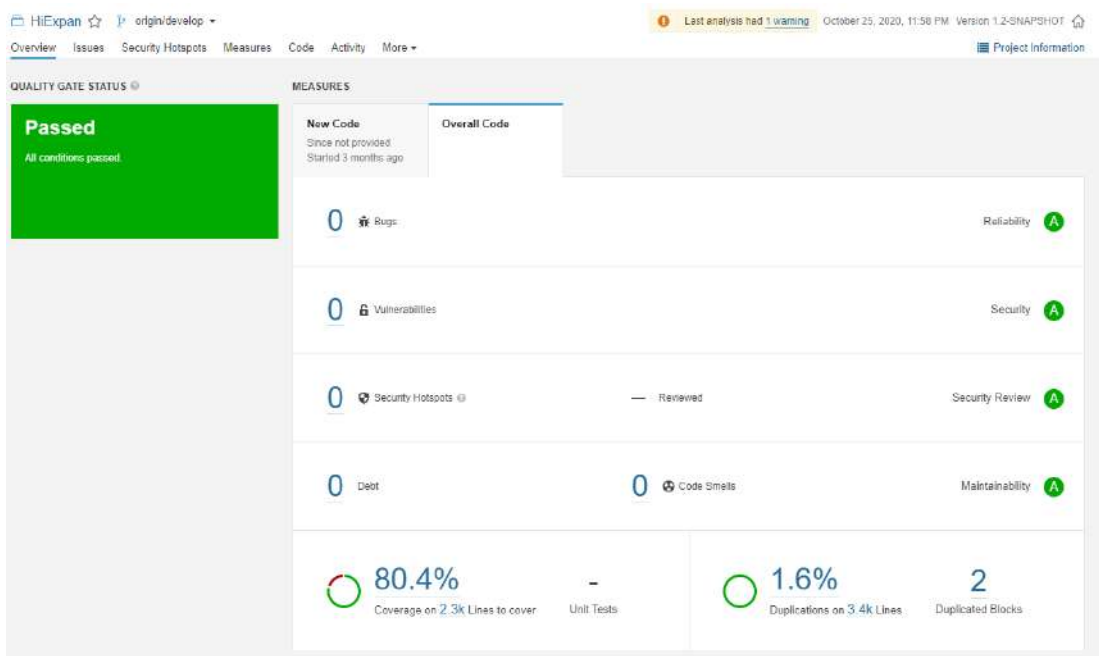 HiExpan origin/develop
Last analysis had 1 warning October 25, 2020, 11:58 PM Version 1.2-SNAPSHOT
Overview Issues Security Hotspots Measures Code Activity More
Project Information
QUALITY GATE STATUS
Passed
All conditions passed.
MEASURES
New Code
Since not provided
Started 3 months ago
Overall Code
0 Bugs Reliability A
0 Vulnerabilities Security A
0 Security Hotspots — Reviewed Security Review A
0 Debt 0 Code Smells Maintainability A
80.4%
Coverage on 2.3k Lines to cover
-
Unit Tests
1.6%
Duplications on 3.4k Lines
2
Duplicated Blocks